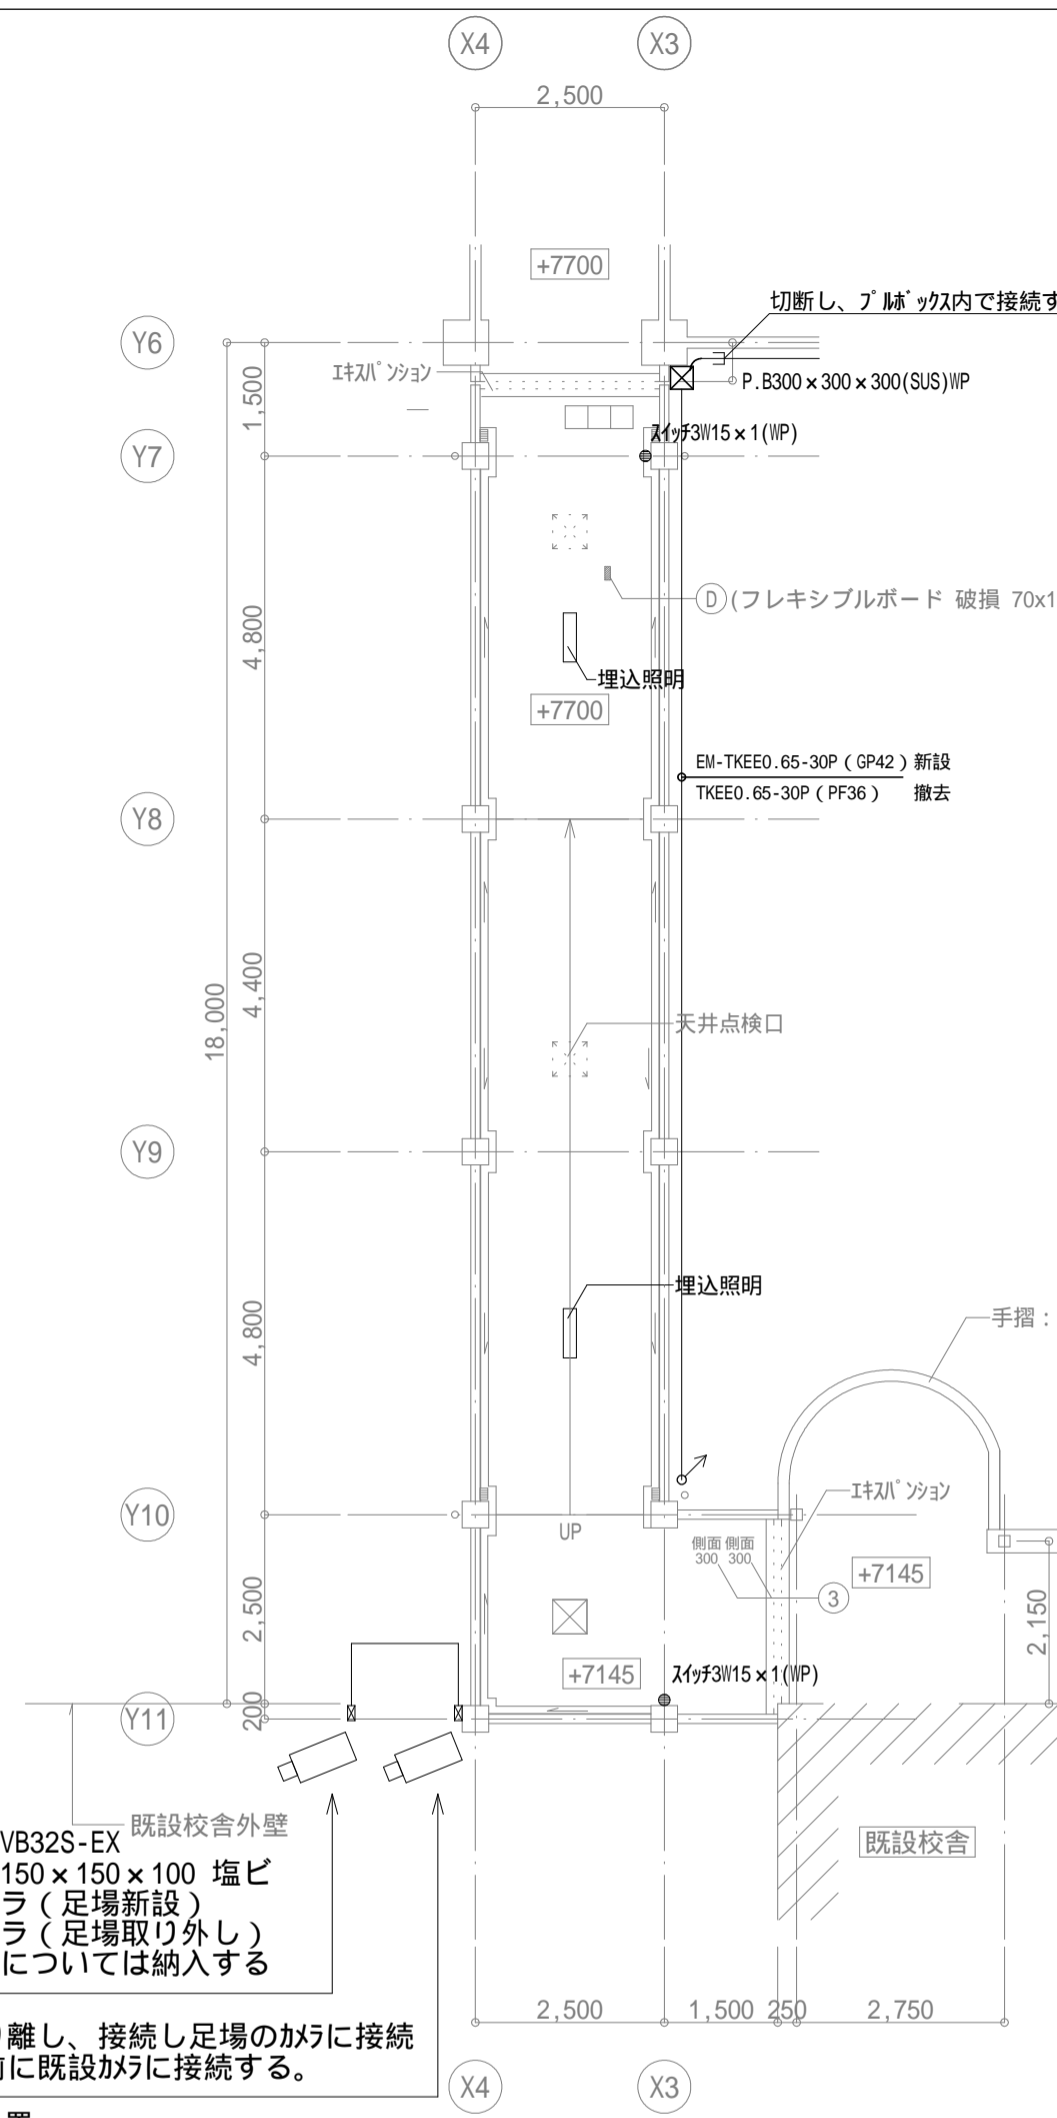 X4
X3
2,500
+7700
切断し、プルボックス内で接続す
Y6
エキスパンション
P.B300×300×300(SUS)WP
1,500
スイッチ3W15×1(WP)
Y7
D
(フレキシブルボード 破損 70x1
4,800
埋込照明
+7700
EM-TKEE0.65-30P(GP42)新設
TKEE0.65-30P(PF36) 撤去
Y8
4,400
18,000
天井点検口
Y9
埋込照明
4,800
手摺:
エキスパンション
Y10
UP
側面 側面
300 300
+7145
3
2,500
2,150
+7145
スイッチ3W15×1(WP)
200
Y11
既設校舎外壁
既設校舎
VB32S-EX
150×150×100 塩ビ
ラ(足場新設)
ラ(足場取り外し)
については納入する
2,500
1,500
250
2,750
離し、接続し足場のカメラに接続
前に既設カメラに接続する。
X4
X3